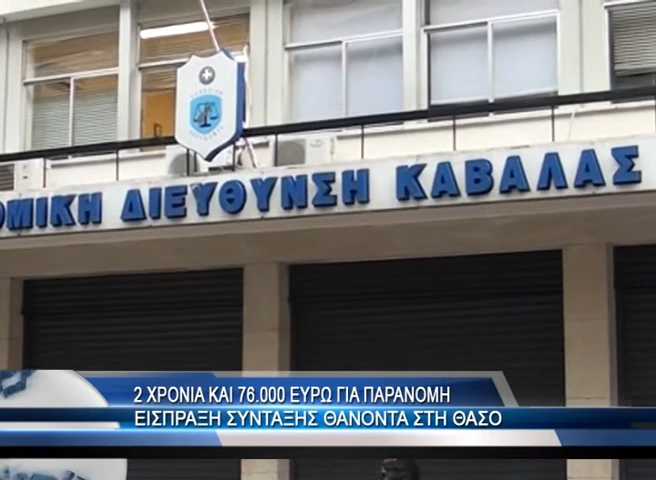 ΟΜΙΚΗ ΔΙΕΥΘΥΝΣΗ ΚΑΒΑΛΑΣ
2 ΧΡΟΝΙΑ ΚΑΙ 76.000 ΕΥΡΩ ΓΙΑ ΠΑΡΑΝΟΜΗ
ΕΙΣΠΡΑΞΗ ΣΥΝΤΑΞΗΣ ΘΑΝΟΝΤΑ ΣΤΗ ΘΑΣΟ